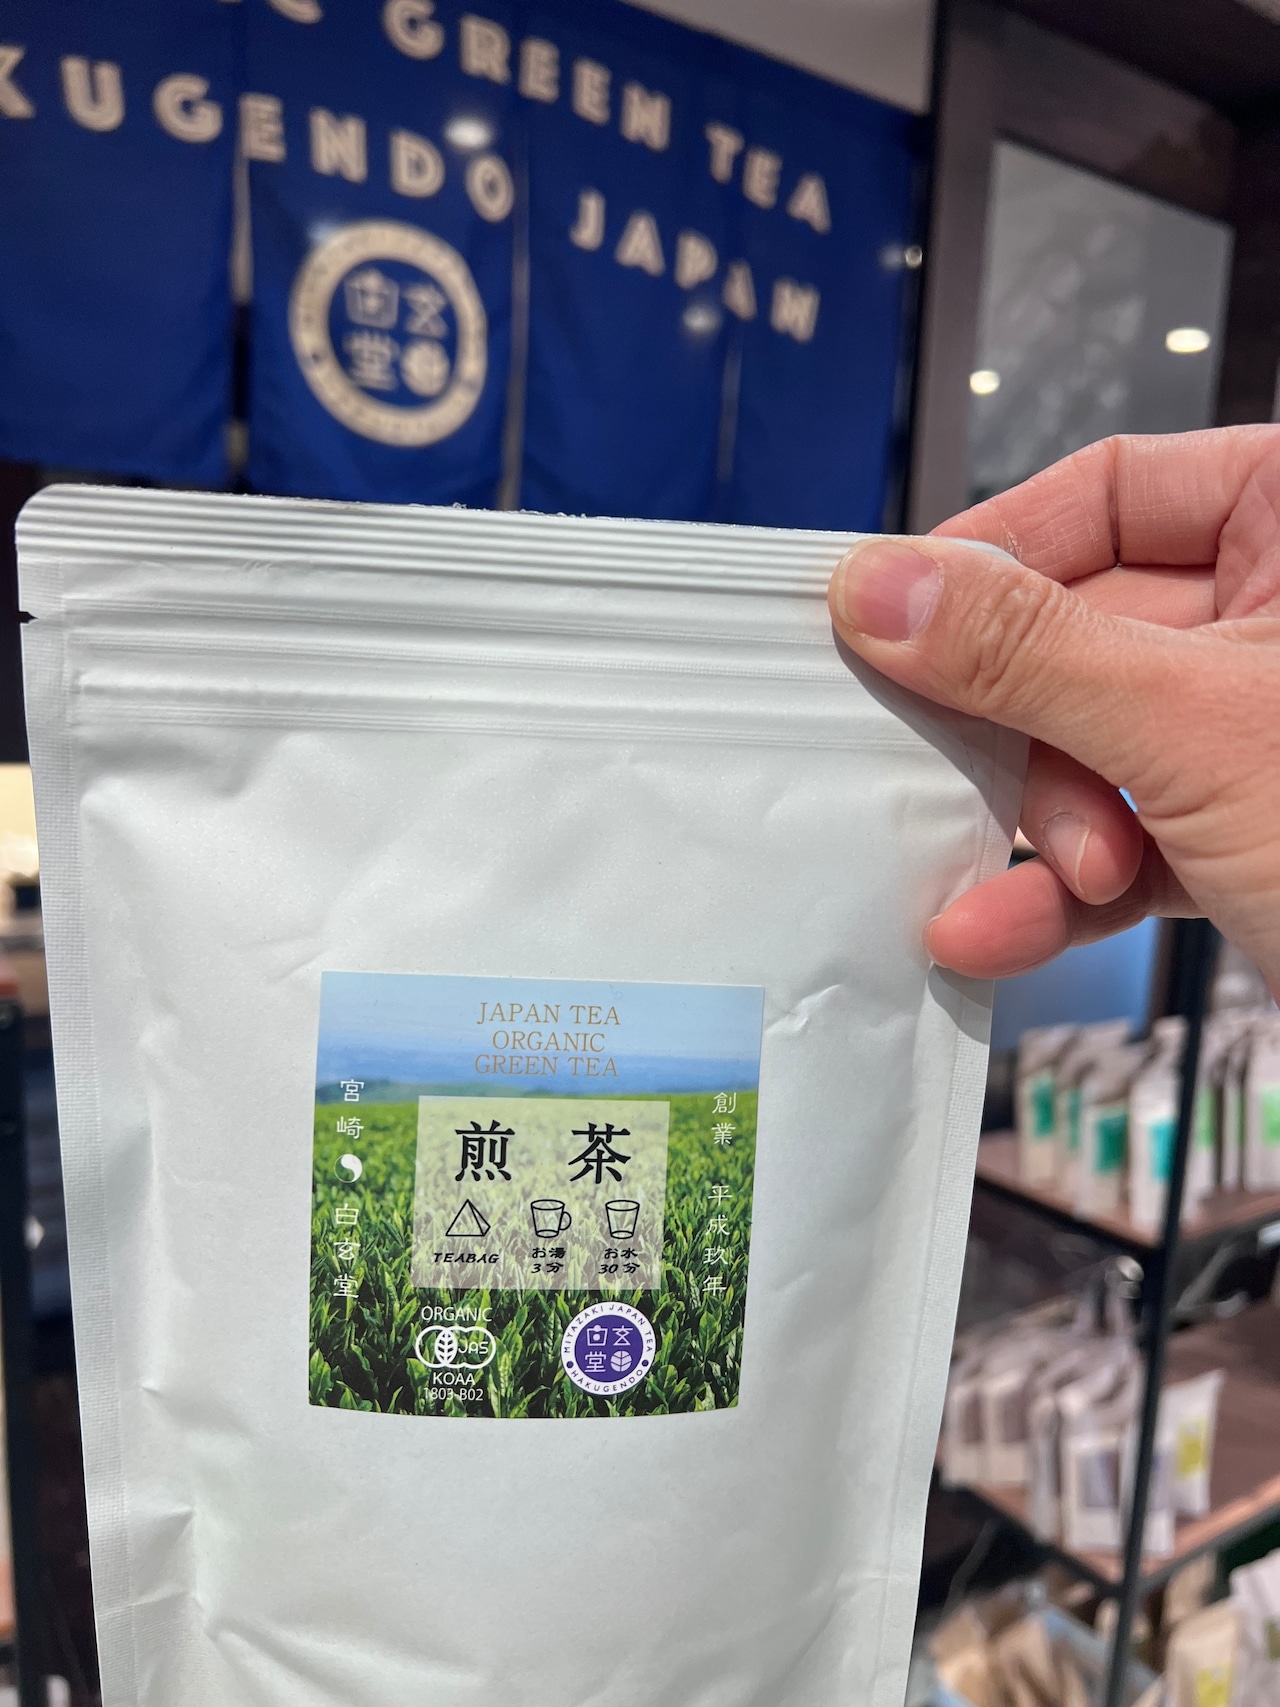 C GREEN TEA
KUGENDO JAPAN
白玄堂
JAPAN TEA
ORGANIC
GREEN TEA
宮崎 白玄堂
創業 平成玖年
煎茶
TEABAG
お湯
3分
お水
30分
ORGANIC
JAS
KOAA
1803-B02
MIYAZAKI JAPAN TEA
白玄堂
HAKUGENDO